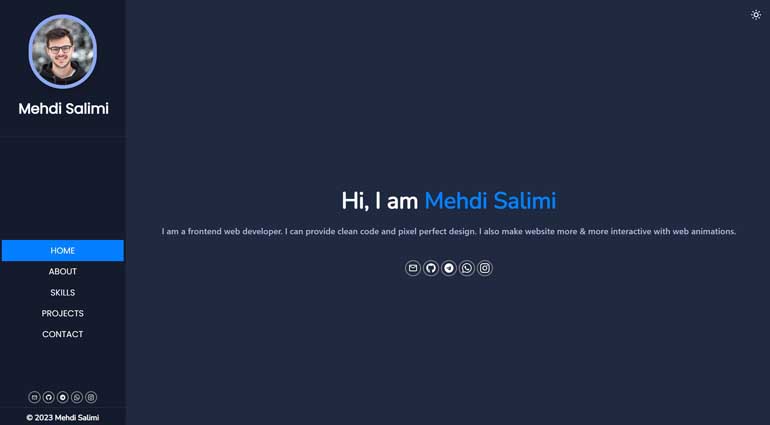 Mehdi Salimi
HOME
ABOUT
SKILLS
PROJECTS
CONTACT
© 2023 Mehdi Salimi
Hi, I am Mehdi Salimi
I am a frontend web developer. I can provide clean code and pixel perfect design. I also make website more & more interactive with web animations.